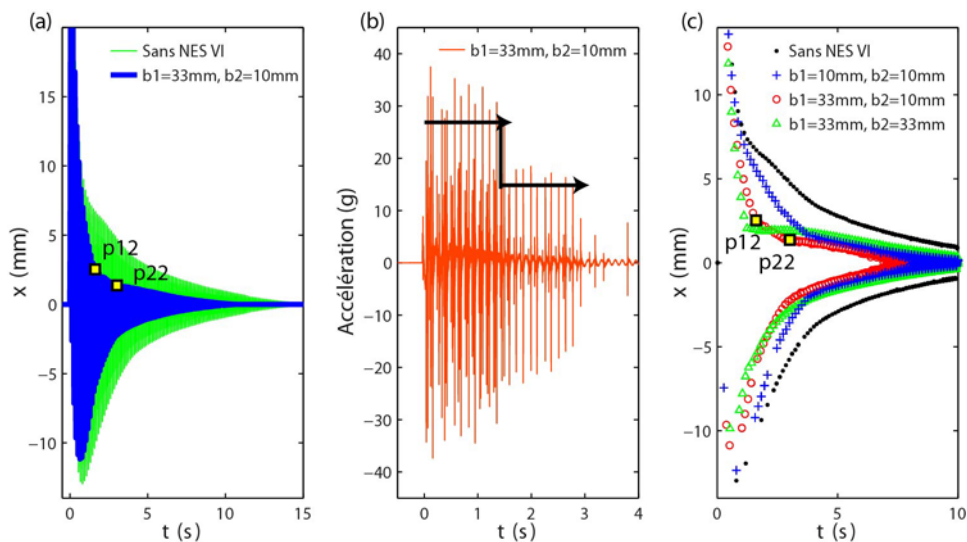 (a)
Sans NES VI
b1=33mm, b2=10mm
x (mm)
15
10
5
0
−5
−10
p12
p22
0
5
10
15
t (s)
(b)
b1=33mm, b2=10mm
Accélération (g)
40
30
20
10
0
−10
−20
−30
−40
0
1
2
3
4
t (s)
(c)
Sans NES VI
b1=10mm, b2=10mm
b1=33mm, b2=10mm
b1=33mm, b2=33mm
x (mm)
10
5
0
−5
−10
p12
p22
0
5
10
t (s)